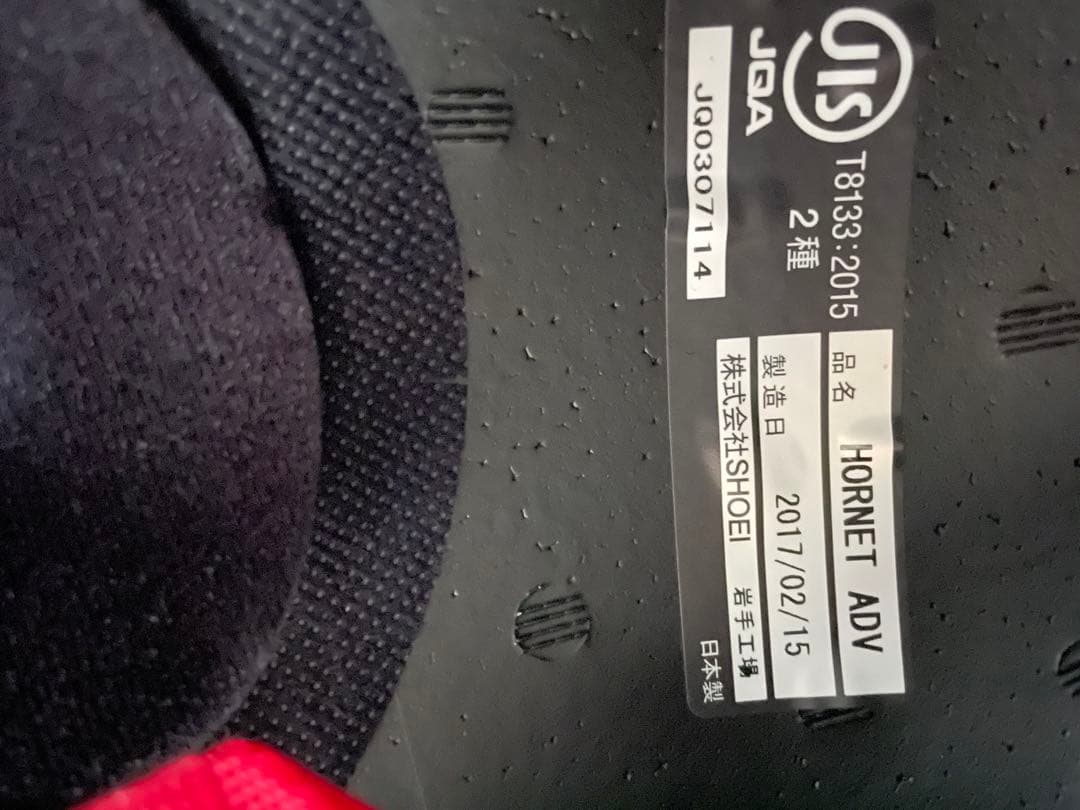 JIS T8133:2015
JQA 2種
JQ0307114
品名 HORNET ADV
製造日 2017/02/15
株式会社SHOEI 岩手工場
日本製